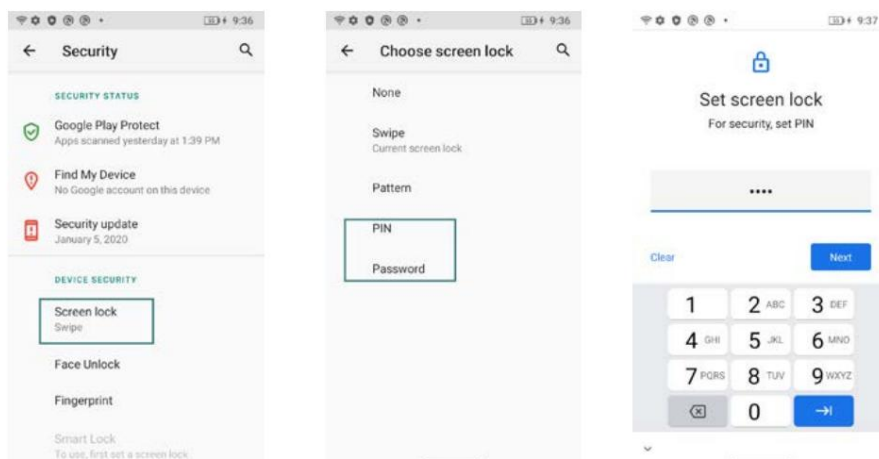 9:36
Security
SECURITY STATUS
Google Play Protect
Apps scanned yesterday at 1:39 PM
Find My Device
No Google account on this device
Security update
January 5, 2020
DEVICE SECURITY
Screen lock
Swipe
Face Unlock
Fingerprint
Smart Lock
To use, first set a screen lock
9:36
Choose screen lock
None
Swipe
Current screen lock
Pattern
PIN
Password
9:37
Set screen lock
For security, set PIN
••••
Clear
Next
1
2 ABC
3 DEF
4 GHI
5 JKL
6 MNO
7 PQRS
8 TUV
9 WXYZ
0